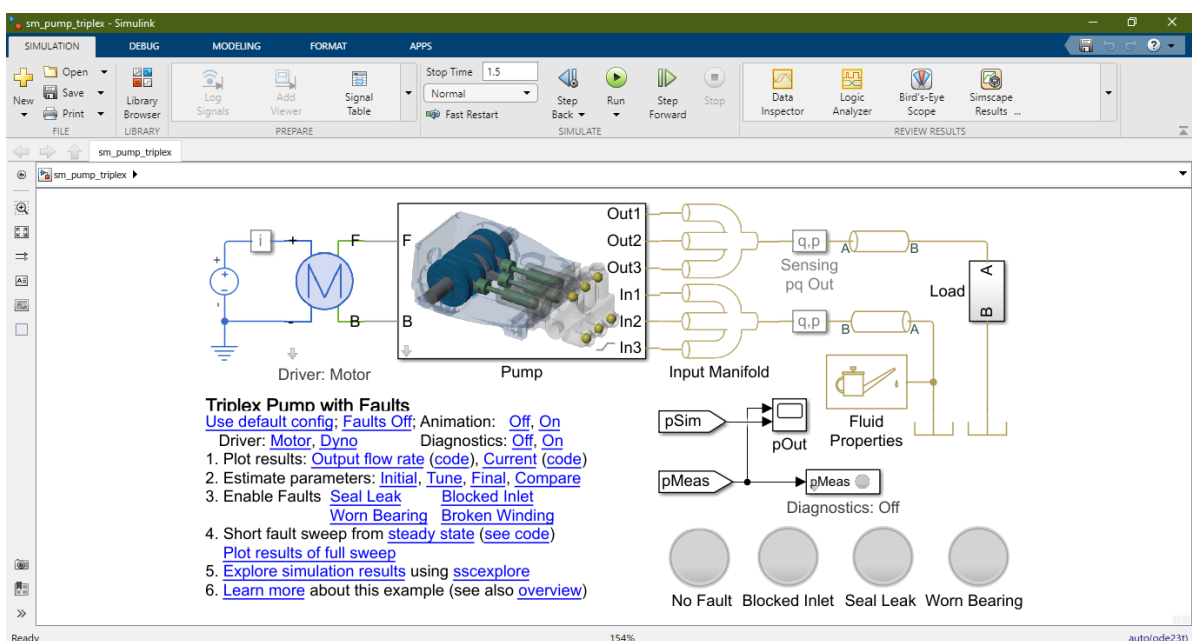 sm_pump_triplex - Simulink
SIMULATION DEBUG MODELING FORMAT APPS
New
Open
Save
Print
FILE
Library Browser
LIBRARY
Log Signals
Add Viewer
Signal Table
PREPARE
Stop Time 1.5
Normal
Fast Restart
Step Back
Run
Step Forward
Stop
SIMULATE
Data Inspector
Logic Analyzer
Bird's-Eye Scope
Simscape Results ...
REVIEW RESULTS
sm_pump_triplex
sm_pump_triplex
i
+
+
+
-
-
M
F
B
Driver: Motor
F
B
Out1
Out2
Out3
In1
In2
In3
Pump
Input Manifold
q,p
Sensing
pq Out
A
B
q,p
B
A
Load
A
B
Fluid
Properties
pSim
pOut
pMeas
pMeas
Diagnostics: Off
Triplex Pump with Faults
Use default config; Faults Off; Animation: Off, On
Driver: Motor, Dyno Diagnostics: Off, On
1. Plot results: Output flow rate (code), Current (code)
2. Estimate parameters: Initial, Tune, Final, Compare
3. Enable Faults Seal Leak Blocked Inlet
Worn Bearing Broken Winding
4. Short fault sweep from steady state (see code)
Plot results of full sweep
5. Explore simulation results using sscexplore
6. Learn more about this example (see also overview)
No Fault Blocked Inlet Seal Leak Worn Bearing
Ready 154% auto(ode23t)